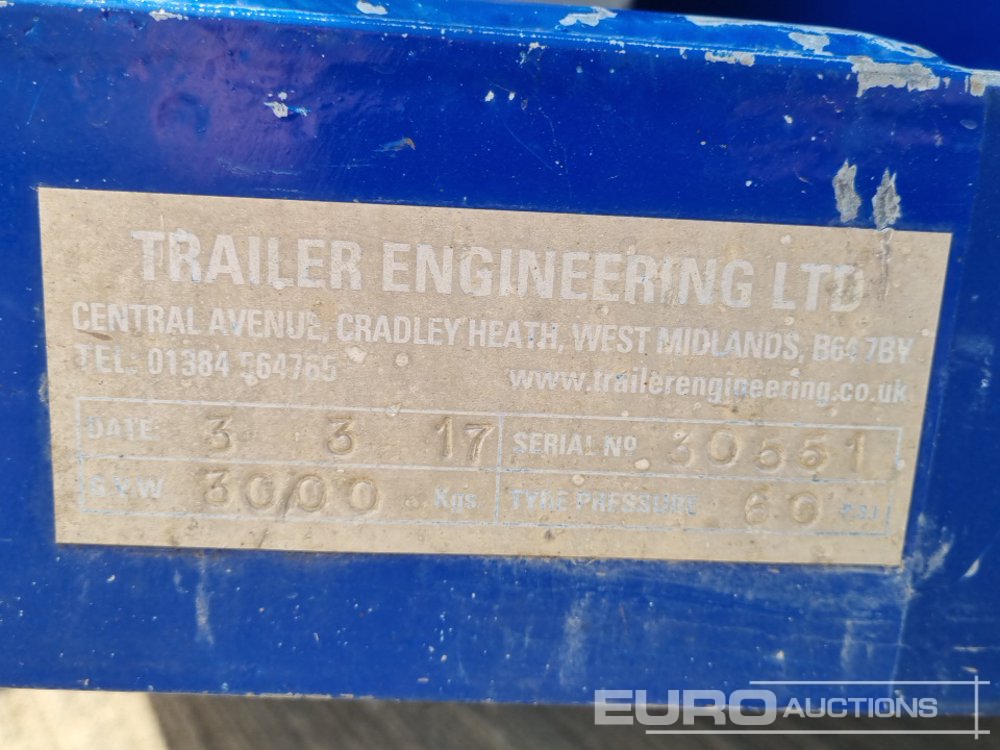 TRAILER ENGINEERING LTD
CENTRAL AVENUE, CRADLEY HEATH, WEST MIDLANDS, B64 7BY
TEL: 01384 564765 www.trailerengineering.co.uk
DATE 3 3 17 SERIAL Nº 30551
G.V.W 3000 Kgs TYRE PRESSURE 60 P.S.I
EURO AUCTIONS